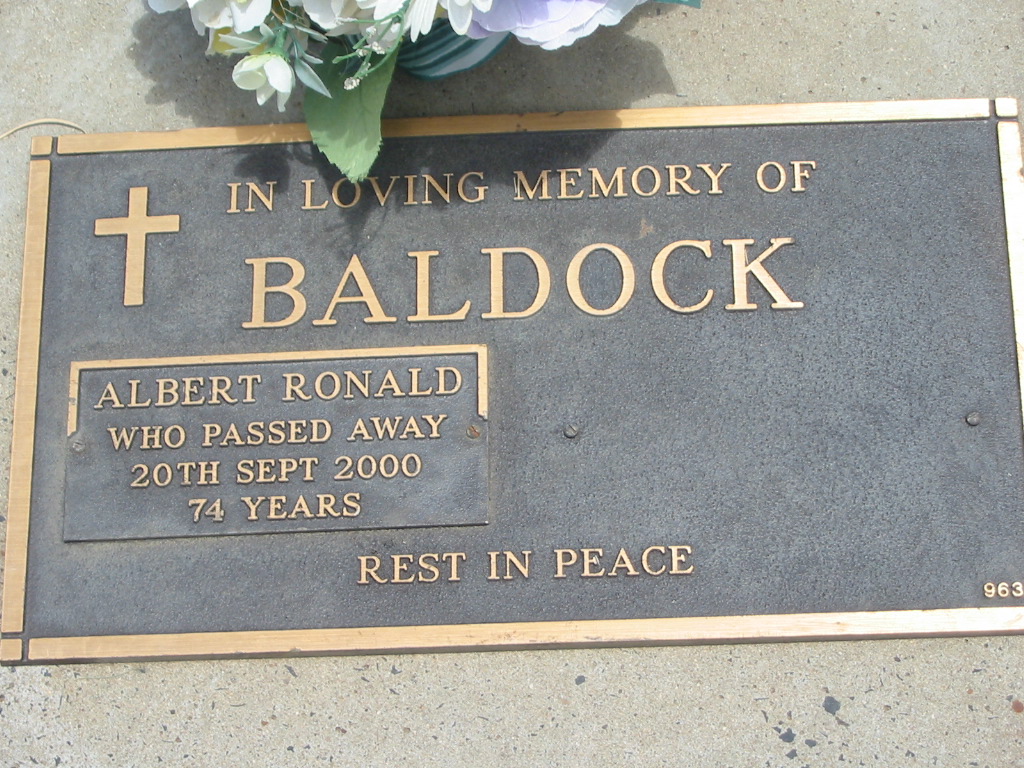 IN LOVING MEMORY OF
BALDOCK
ALBERT RONALD
WHO PASSED AWAY
20TH SEPT 2000
74 YEARS
REST IN PEACE
963